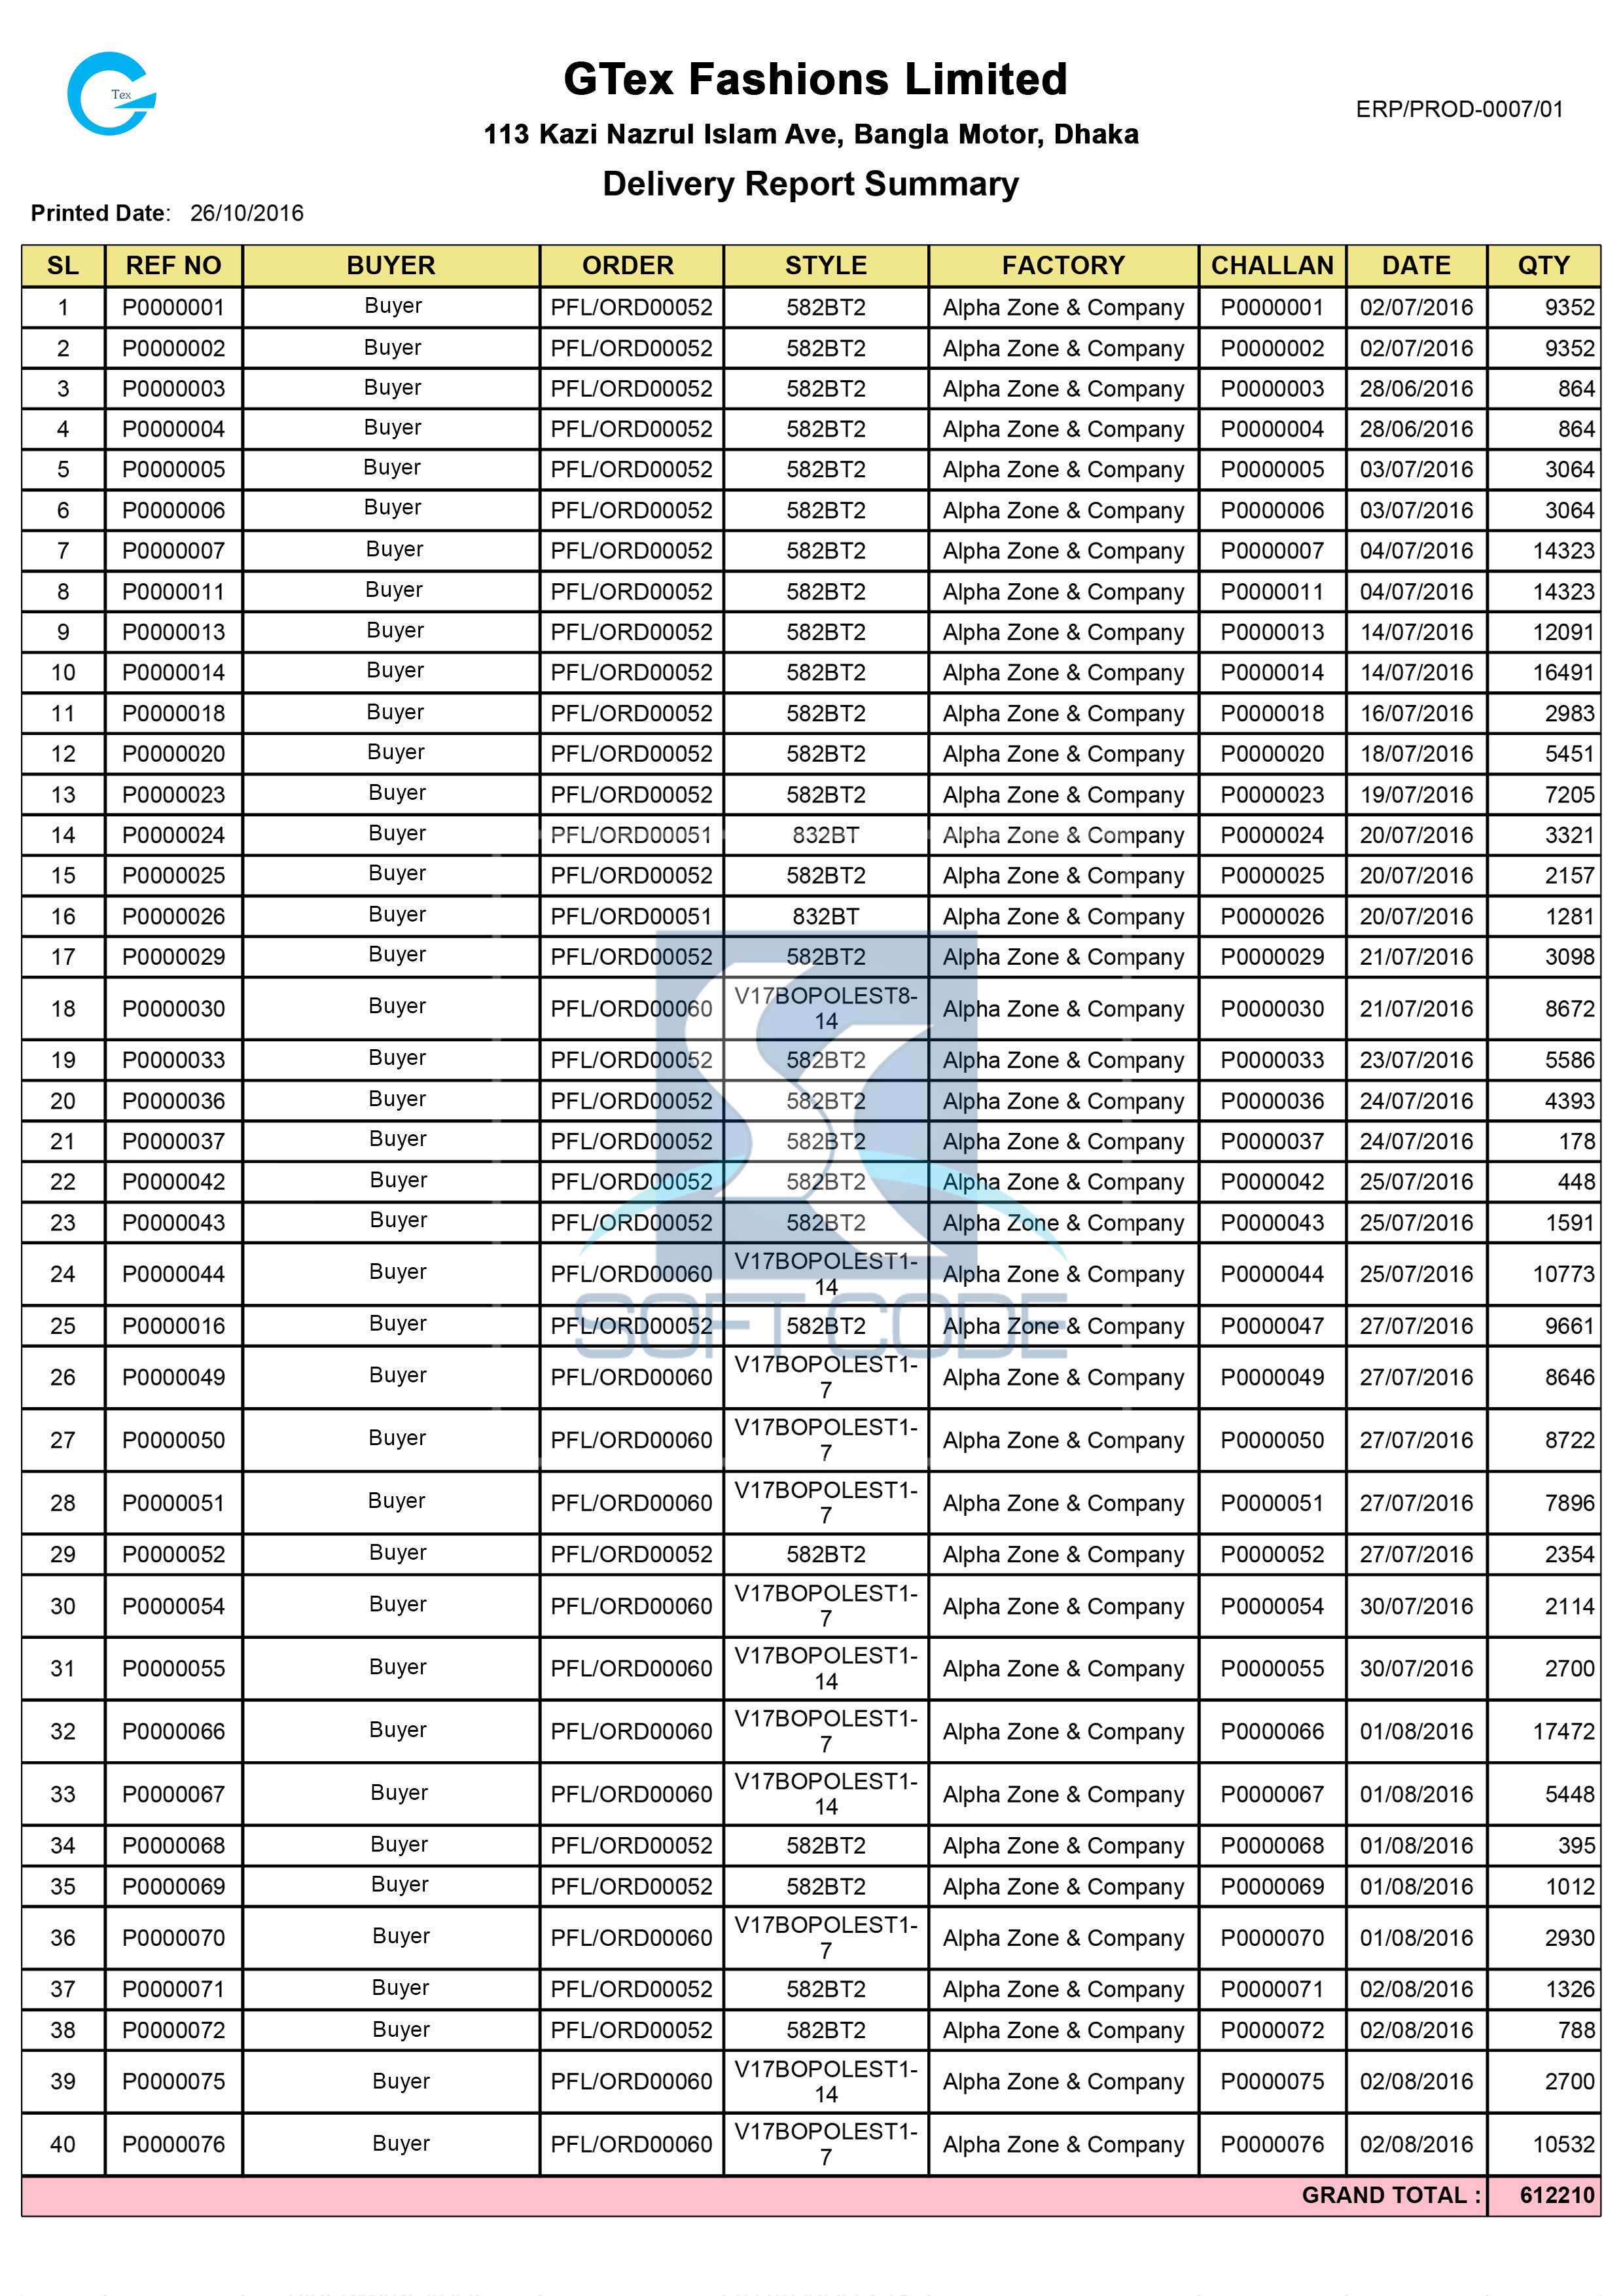 Tex
GTex Fashions Limited
ERP/PROD-0007/01
113 Kazi Nazrul Islam Ave, Bangla Motor, Dhaka
Delivery Report Summary
Printed Date: 26/10/2016
SL REF NO BUYER ORDER STYLE FACTORY CHALLAN DATE QTY
1 P0000001 Buyer PFL/ORD00052 582BT2 Alpha Zone & Company P0000001 02/07/2016 9352
2 P0000002 Buyer PFL/ORD00052 582BT2 Alpha Zone & Company P0000002 02/07/2016 9352
3 P0000003 Buyer PFL/ORD00052 582BT2 Alpha Zone & Company P0000003 28/06/2016 864
4 P0000004 Buyer PFL/ORD00052 582BT2 Alpha Zone & Company P0000004 28/06/2016 864
5 P0000005 Buyer PFL/ORD00052 582BT2 Alpha Zone & Company P0000005 03/07/2016 3064
6 P0000006 Buyer PFL/ORD00052 582BT2 Alpha Zone & Company P0000006 03/07/2016 3064
7 P0000007 Buyer PFL/ORD00052 582BT2 Alpha Zone & Company P0000007 04/07/2016 14323
8 P0000011 Buyer PFL/ORD00052 582BT2 Alpha Zone & Company P0000011 04/07/2016 14323
9 P0000013 Buyer PFL/ORD00052 582BT2 Alpha Zone & Company P0000013 14/07/2016 12091
10 P0000014 Buyer PFL/ORD00052 582BT2 Alpha Zone & Company P0000014 14/07/2016 16491
11 P0000018 Buyer PFL/ORD00052 582BT2 Alpha Zone & Company P0000018 16/07/2016 2983
12 P0000020 Buyer PFL/ORD00052 582BT2 Alpha Zone & Company P0000020 18/07/2016 5451
13 P0000023 Buyer PFL/ORD00052 582BT2 Alpha Zone & Company P0000023 19/07/2016 7205
14 P0000024 Buyer PFL/ORD00051 832BT Alpha Zone & Company P0000024 20/07/2016 3321
15 P0000025 Buyer PFL/ORD00052 582BT2 Alpha Zone & Company P0000025 20/07/2016 2157
16 P0000026 Buyer PFL/ORD00051 832BT Alpha Zone & Company P0000026 20/07/2016 1281
17 P0000029 Buyer PFL/ORD00052 582BT2 Alpha Zone & Company P0000029 21/07/2016 3098
18 P0000030 Buyer PFL/ORD00060 V17BOPOLEST8-14 Alpha Zone & Company P0000030 21/07/2016 8672
19 P0000033 Buyer PFL/ORD00052 582BT2 Alpha Zone & Company P0000033 23/07/2016 5586
20 P0000036 Buyer PFL/ORD00052 582BT2 Alpha Zone & Company P0000036 24/07/2016 4393
21 P0000037 Buyer PFL/ORD00052 582BT2 Alpha Zone & Company P0000037 24/07/2016 178
22 P0000042 Buyer PFL/ORD00052 582BT2 Alpha Zone & Company P0000042 25/07/2016 448
23 P0000043 Buyer PFL/ORD00052 582BT2 Alpha Zone & Company P0000043 25/07/2016 1591
24 P0000044 Buyer PFL/ORD00060 V17BOPOLEST1-14 Alpha Zone & Company P0000044 25/07/2016 10773
25 P0000016 Buyer PFL/ORD00052 582BT2 Alpha Zone & Company P0000047 27/07/2016 9661
SOFT CODE
26 P0000049 Buyer PFL/ORD00060 V17BOPOLEST1-7 Alpha Zone & Company P0000049 27/07/2016 8646
27 P0000050 Buyer PFL/ORD00060 V17BOPOLEST1-7 Alpha Zone & Company P0000050 27/07/2016 8722
28 P0000051 Buyer PFL/ORD00060 V17BOPOLEST1-7 Alpha Zone & Company P0000051 27/07/2016 7896
29 P0000052 Buyer PFL/ORD00052 582BT2 Alpha Zone & Company P0000052 27/07/2016 2354
30 P0000054 Buyer PFL/ORD00060 V17BOPOLEST1-7 Alpha Zone & Company P0000054 30/07/2016 2114
31 P0000055 Buyer PFL/ORD00060 V17BOPOLEST1-14 Alpha Zone & Company P0000055 30/07/2016 2700
32 P0000066 Buyer PFL/ORD00060 V17BOPOLEST1-7 Alpha Zone & Company P0000066 01/08/2016 17472
33 P0000067 Buyer PFL/ORD00060 V17BOPOLEST1-14 Alpha Zone & Company P0000067 01/08/2016 5448
34 P0000068 Buyer PFL/ORD00052 582BT2 Alpha Zone & Company P0000068 01/08/2016 395
35 P0000069 Buyer PFL/ORD00052 582BT2 Alpha Zone & Company P0000069 01/08/2016 1012
36 P0000070 Buyer PFL/ORD00060 V17BOPOLEST1-7 Alpha Zone & Company P0000070 01/08/2016 2930
37 P0000071 Buyer PFL/ORD00052 582BT2 Alpha Zone & Company P0000071 02/08/2016 1326
38 P0000072 Buyer PFL/ORD00052 582BT2 Alpha Zone & Company P0000072 02/08/2016 788
39 P0000075 Buyer PFL/ORD00060 V17BOPOLEST1-14 Alpha Zone & Company P0000075 02/08/2016 2700
40 P0000076 Buyer PFL/ORD00060 V17BOPOLEST1-7 Alpha Zone & Company P0000076 02/08/2016 10532
GRAND TOTAL : 612210